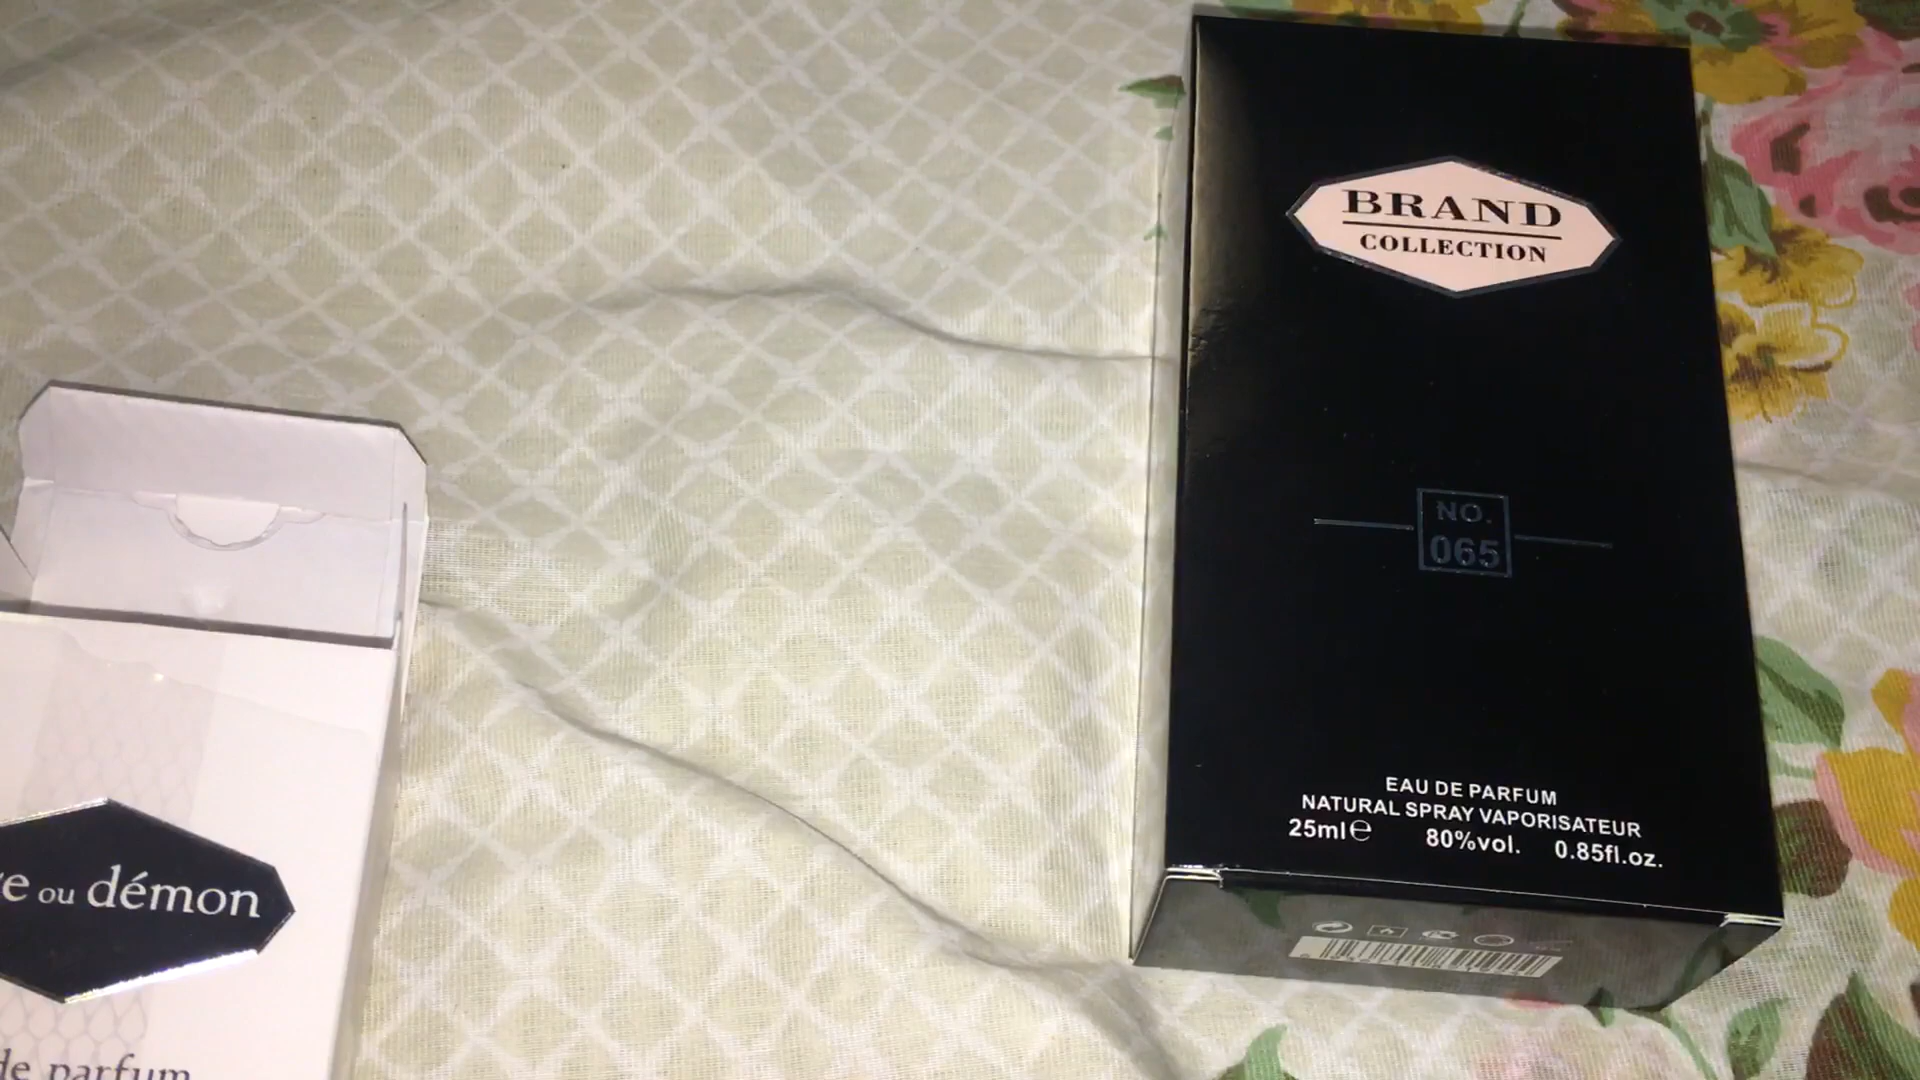 BRAND
COLLECTION
NO.
065
EAU DE PARFUM
NATURAL SPRAY VAPORISATEUR
25ml℮ 80%vol. 0.85fl.oz.
ou démon
de parfum